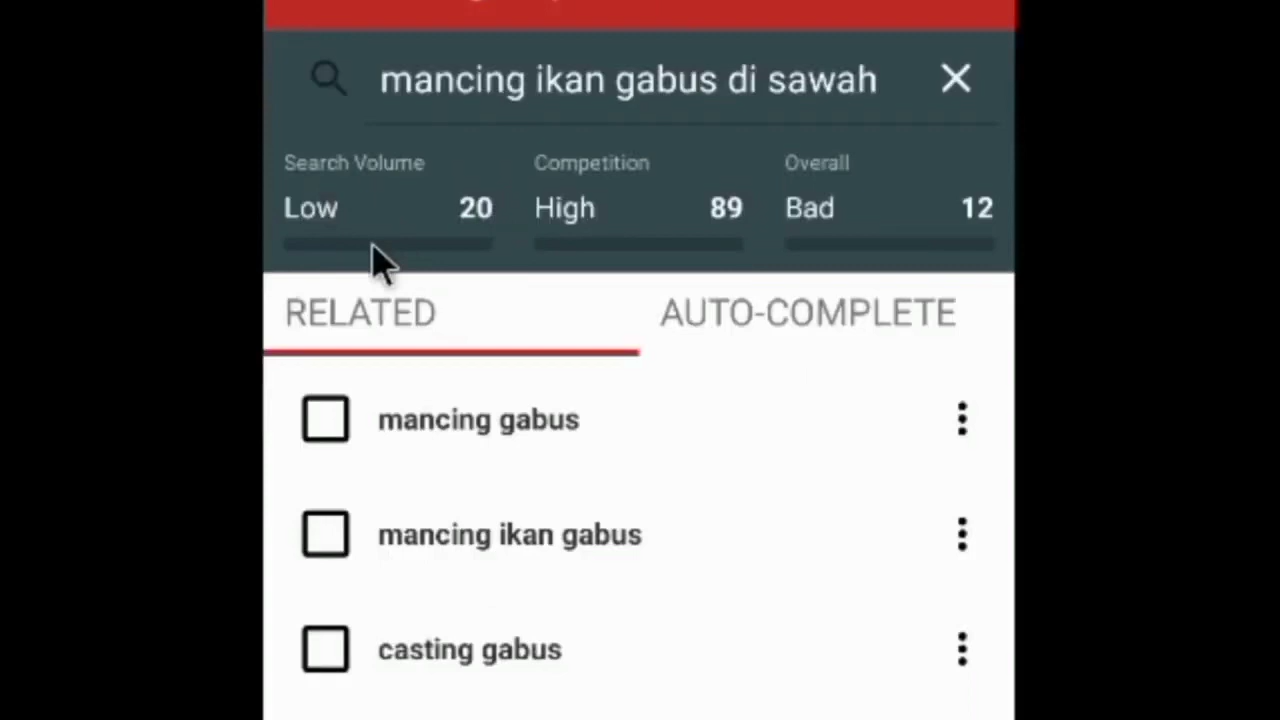 mancing ikan gabus di sawah
Search Volume Competition Overall
Low 20 High 89 Bad 12
RELATED AUTO-COMPLETE
mancing gabus
mancing ikan gabus
casting gabus